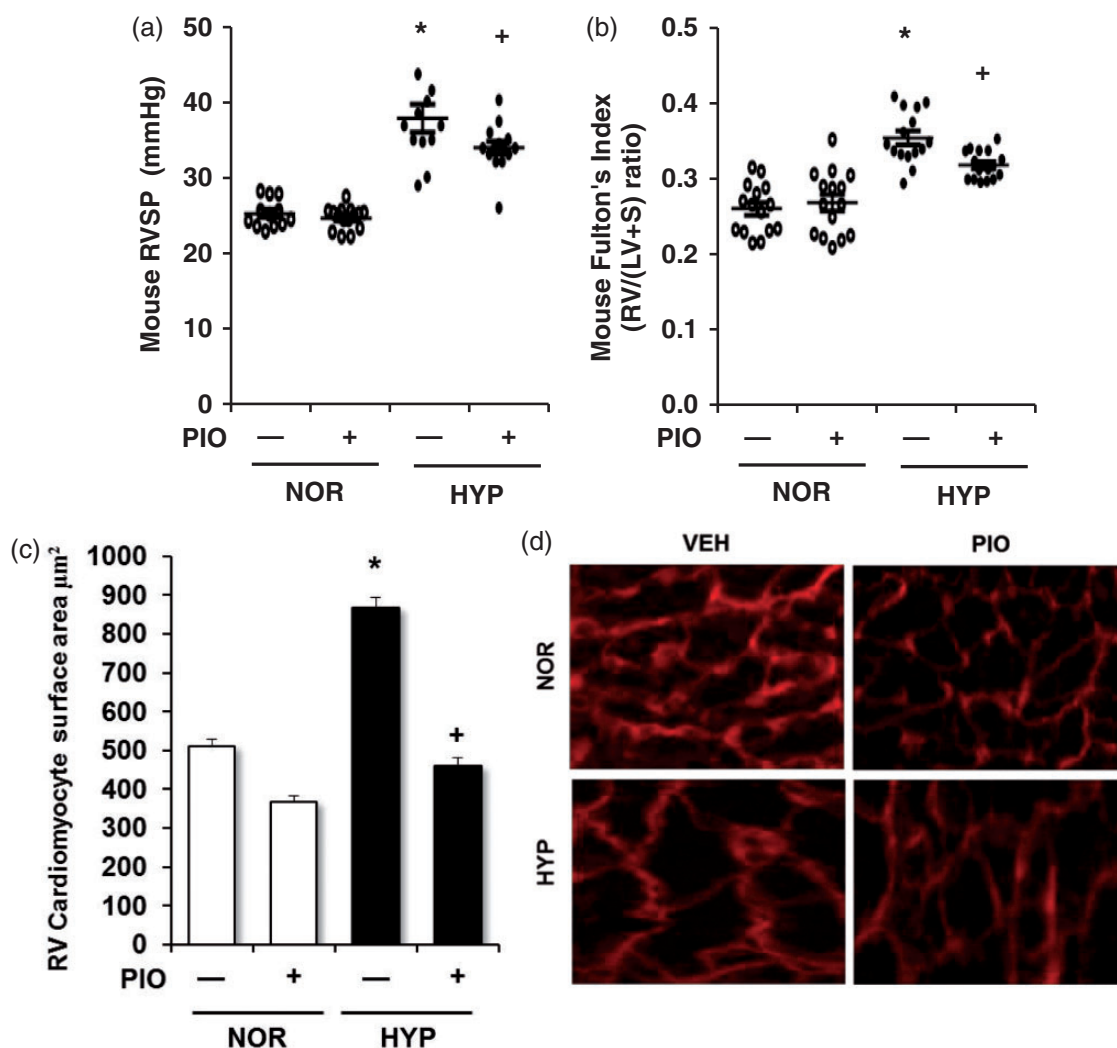 (a)
Mouse RVSP (mmHg)
50
40
30
20
10
0
*
+
PIO — + — +
NOR HYP
(b)
Mouse Fulton's Index
(RV/(LV+S) ratio)
0.5
0.4
0.3
0.2
0.1
0.0
*
+
PIO — + — +
NOR HYP
(c)
RV Cardiomyocyte surface area µm²
1000
900
800
700
600
500
400
300
200
100
0
*
+
PIO — + — +
NOR HYP
(d)
VEH PIO
NOR
HYP